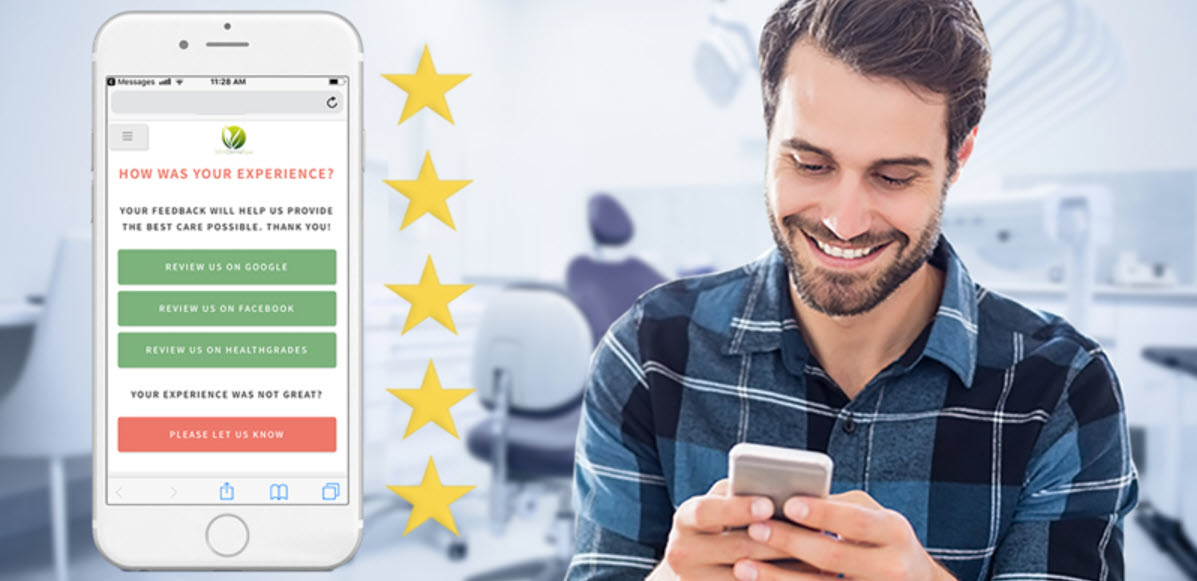 Messages 11:28 AM
HOW WAS YOUR EXPERIENCE?
YOUR FEEDBACK WILL HELP US PROVIDE
THE BEST CARE POSSIBLE. THANK YOU!
REVIEW US ON GOOGLE
REVIEW US ON FACEBOOK
REVIEW US ON HEALTHGRADES
YOUR EXPERIENCE WAS NOT GREAT?
PLEASE LET US KNOW